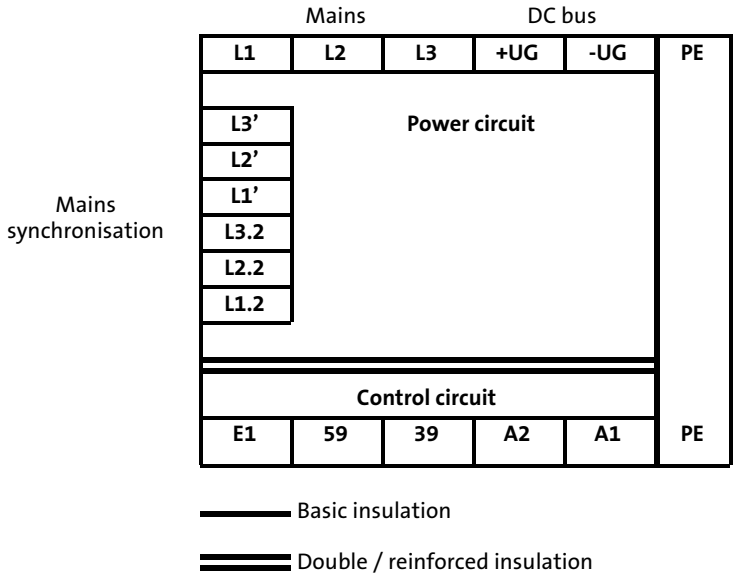 Mains DC bus
L1 L2 L3 +UG -UG PE
L3’ Power circuit
L2’
L1’
Mains
synchronisation
L3.2
L2.2
L1.2
Control circuit
E1 59 39 A2 A1 PE
Basic insulation
Double / reinforced insulation